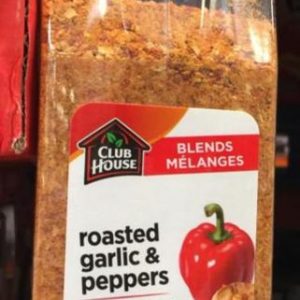 CLUB
HOUSE
BLENDS
MÉLANGES
roasted
garlic &
peppers